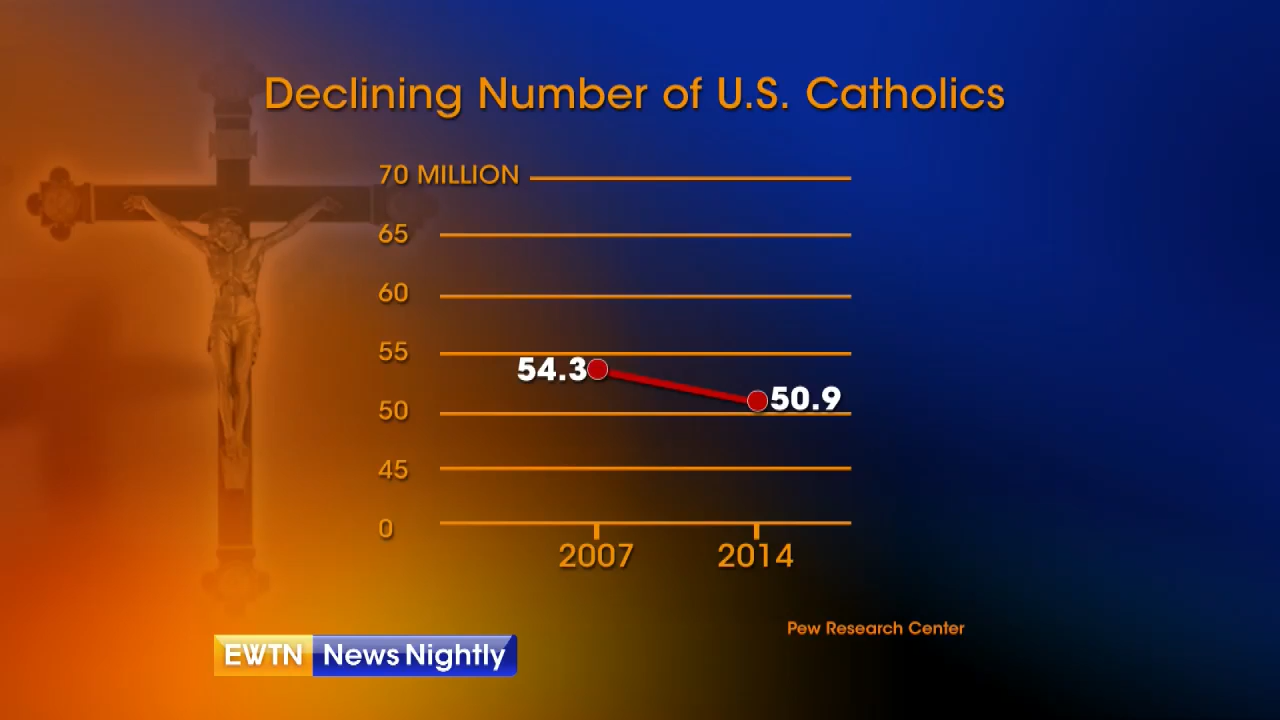 Declining Number of U.S. Catholics
70 MILLION
65
60
55
54.3
50.9
50
45
0
2007 2014
Pew Research Center
EWTN News Nightly